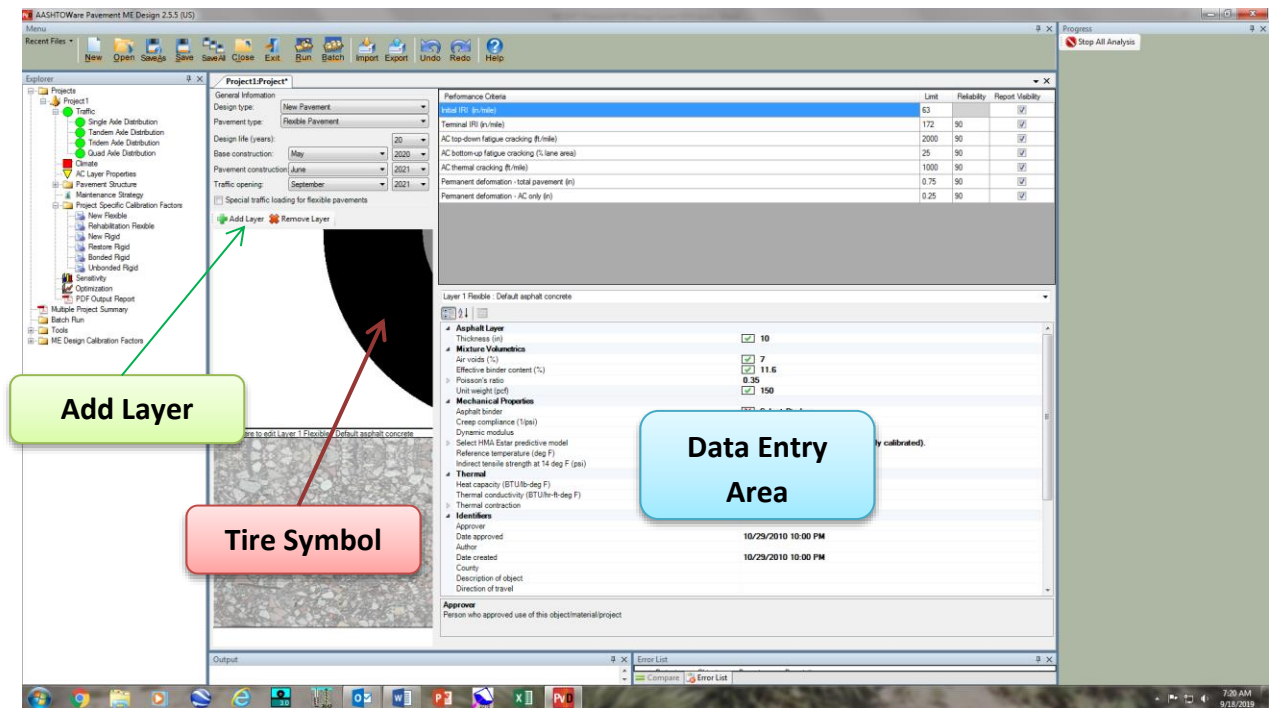 AASHTOWare Pavement ME Design 2.5.5 (US)
Menu
Recent Files
New Open SaveAs Save SaveAll Close Exit Run Batch Import Export Undo Redo Help
Progress
Stop All Analysis
Explorer
Projects
Project1
Traffic
Single Axle Distribution
Tandem Axle Distribution
Tridem Axle Distribution
Quad Axle Distribution
Climate
AC Layer Properties
Pavement Structure
Maintenance Strategy
Project Specific Calibration Factors
New Flexible
Rehabilitation Flexible
New Rigid
Restore Rigid
Bonded Rigid
Unbonded Rigid
Sensitivity
Optimization
PDF Output Report
Multiple Project Summary
Batch Run
Tools
ME Design Calibration Factors
Project1:Project*
General Information
Design type: New Pavement
Pavement type: Flexible Pavement
Design life (years): 20
Base construction: May 2020
Pavement construction: June 2021
Traffic opening: September 2021
Special traffic loading for flexible pavements
Add Layer Remove Layer
Performance Criteria Limit Reliability Report Visibility
Initial IRI (in/mile) 63
Terminal IRI (in/mile) 172 90
AC top-down fatigue cracking (ft/mile) 2000 90
AC bottom-up fatigue cracking (% lane area) 25 90
AC thermal cracking (ft/mile) 1000 90
Permanent deformation - total pavement (in) 0.75 90
Permanent deformation - AC only (in) 0.25 90
Layer 1 Flexible : Default asphalt concrete
Asphalt Layer
Thickness (in) 10
Mixture Volumetrics
Air voids (%) 7
Effective binder content (%) 11.6
Poisson's ratio 0.35
Unit weight (pcf) 150
Mechanical Properties
Asphalt binder
Creep compliance (1/psi)
Dynamic modulus
Select HMA Estar predictive model ly calibrated).
Reference temperature (deg F)
Indirect tensile strength at 14 deg F (psi)
Thermal
Heat capacity (BTU/lb-deg F)
Thermal conductivity (BTU/hr-ft-deg F)
Thermal contraction
Identifiers
Approver
Date approved 10/29/2010 10:00 PM
Author
Date created 10/29/2010 10:00 PM
County
Description of object
Direction of travel
Approver
Person who approved use of this object/material/project
Add Layer
ere to edit Layer 1 Flexible : Default asphalt concrete
Tire Symbol
Data Entry
Area
Output
Error List
Compare Error List
7:20 AM
9/18/2019